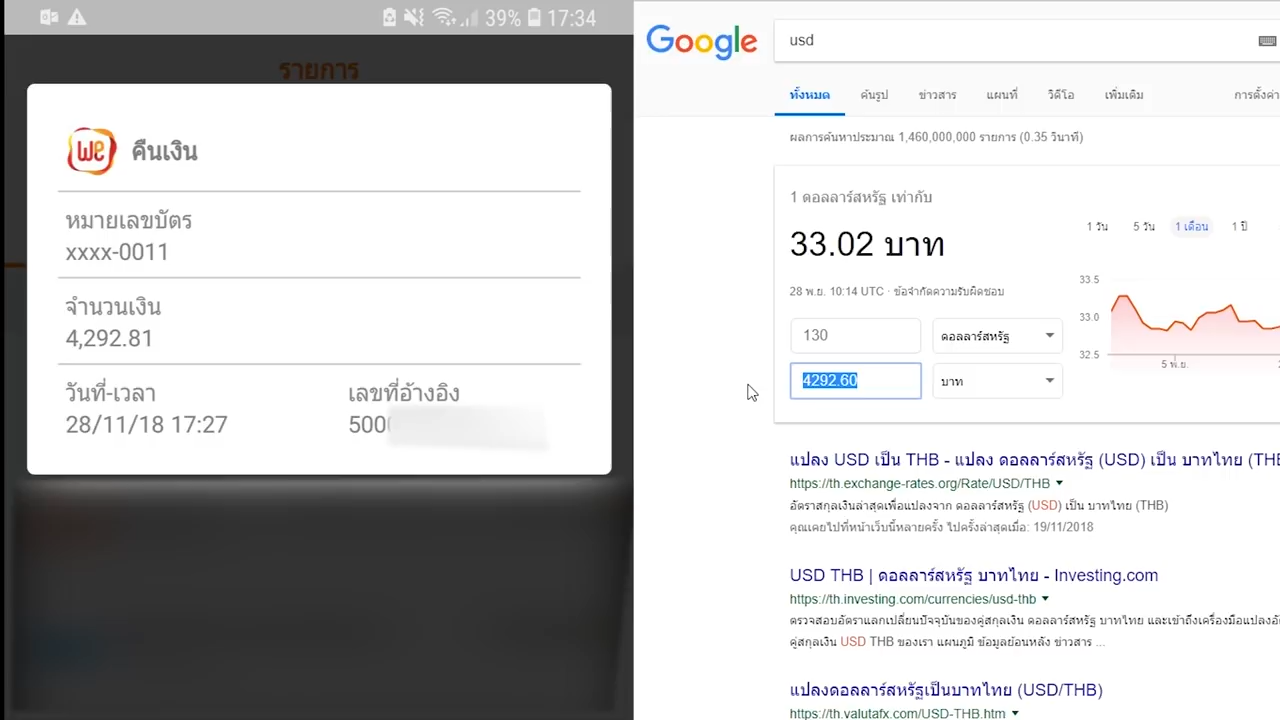 39% 17:34
รายการ
we คืนเงิน
หมายเลขบัตร
xxxx-0011
จำนวนเงิน
4,292.81
วันที่-เวลา
28/11/18 17:27
เลขที่อ้างอิง
500
Google
usd
ทั้งหมด ค้นรูป ข่าวสาร แผนที่ วิดีโอ เพิ่มเติม การตั้งค่า
ผลการค้นหาประมาณ 1,460,000,000 รายการ (0.35 วินาที)
1 ดอลลาร์สหรัฐ เท่ากับ
33.02 บาท
28 พ.ย. 10:14 UTC · ข้อจำกัดความรับผิดชอบ
130 ดอลลาร์สหรัฐ
4292.60 บาท
1 วัน 5 วัน 1 เดือน 1 ปี
33.5
33.0
32.5
5 พ.ย.
แปลง USD เป็น THB - แปลง ดอลลาร์สหรัฐ (USD) เป็น บาทไทย (THB
https://th.exchange-rates.org/Rate/USD/THB
อัตราสกุลเงินล่าสุดเพื่อแปลงจาก ดอลลาร์สหรัฐ (USD) เป็น บาทไทย (THB)
คุณเคยไปที่หน้าเว็บนี้หลายครั้ง ไปครั้งล่าสุดเมื่อ: 19/11/2018
USD THB | ดอลลาร์สหรัฐ บาทไทย - Investing.com
https://th.investing.com/currencies/usd-thb
ตรวจสอบอัตราแลกเปลี่ยนปัจจุบันของคู่สกุลเงิน ดอลลาร์สหรัฐ บาทไทย และเข้าถึงเครื่องมือแปลง
คู่สกุลเงิน USD THB ของเรา แผนภูมิ ข้อมูลย้อนหลัง ข่าวสาร ...
แปลงดอลลาร์สหรัฐเป็นบาทไทย (USD/THB)
https://th.valutafx.com/USD-THB.htm